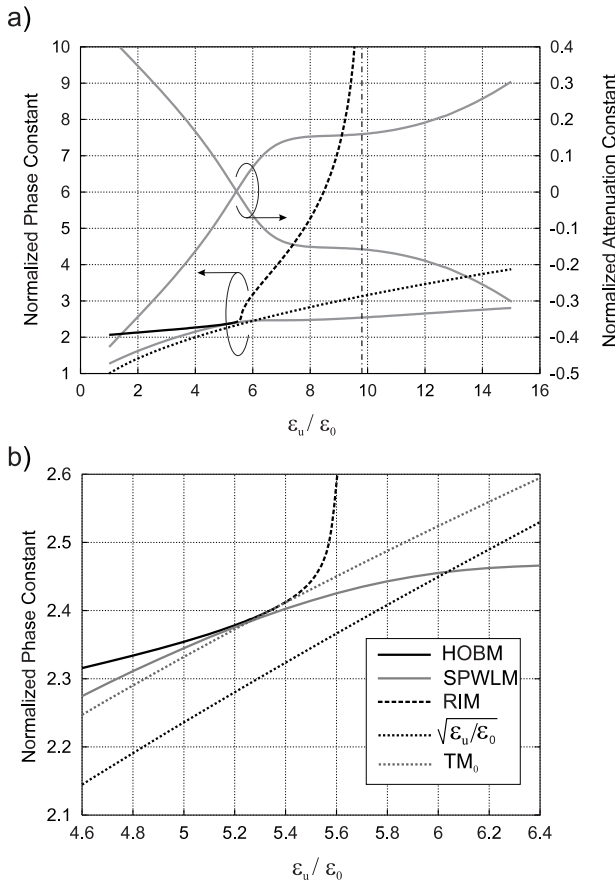 a)
10
9
8
7
6
5
4
3
2
1
0.4
0.3
0.2
0.1
0
-0.1
-0.2
-0.3
-0.4
-0.5
Normalized Phase Constant
Normalized Attenuation Constant
0 2 4 6 8 10 12 14 16
εu / ε0
b)
2.6
2.5
2.4
2.3
2.2
2.1
Normalized Phase Constant
HOBM
SPWLM
RIM
√εu/ε0
TM0
4.6 4.8 5 5.2 5.4 5.6 5.8 6 6.2 6.4
εu / ε0